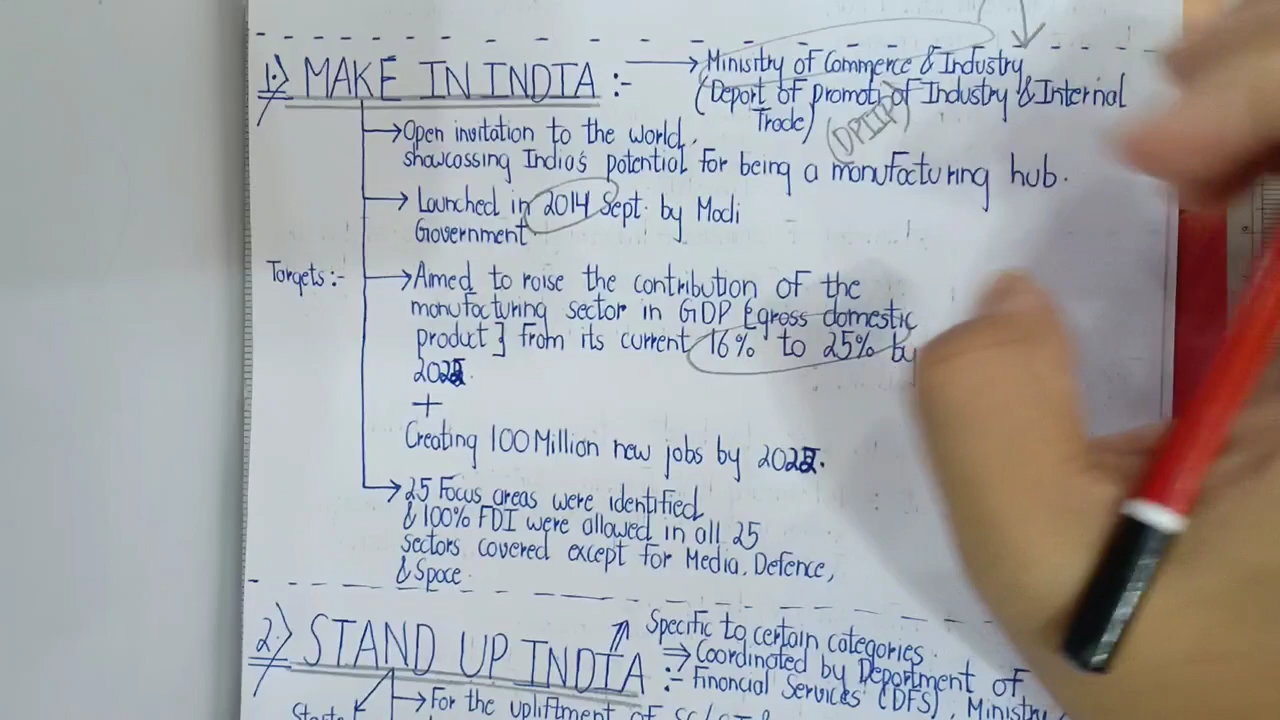 1.) MAKE IN INDIA :- → Minisitry of Commerce & Industry
(Deport of promoti of Industry & Internal
Trade) (DPIIP)
→ Open invitation to the world,
showcossing India's potential for being a manufacturing hub.
→ Launched in 2014 Sept. by Modi
Government
Targets :- → Aimed to roise the contribution of the
manufocturing sector in GDP [gross domestic
product] from its current 16% to 25% by
2022.
+
Creating 100 Million new jobs by 2022.
→ 25 Focus areas were identified
& 100% FDI were allowed in all 25
sectors covered except for Media, Defence,
& Space.
2.) STAND UP INDIA :- ⇒ Specific to certain categories.
⇒ Coordinated by Department of
Financial Services (DFS), Ministry
→ For the upliftment of